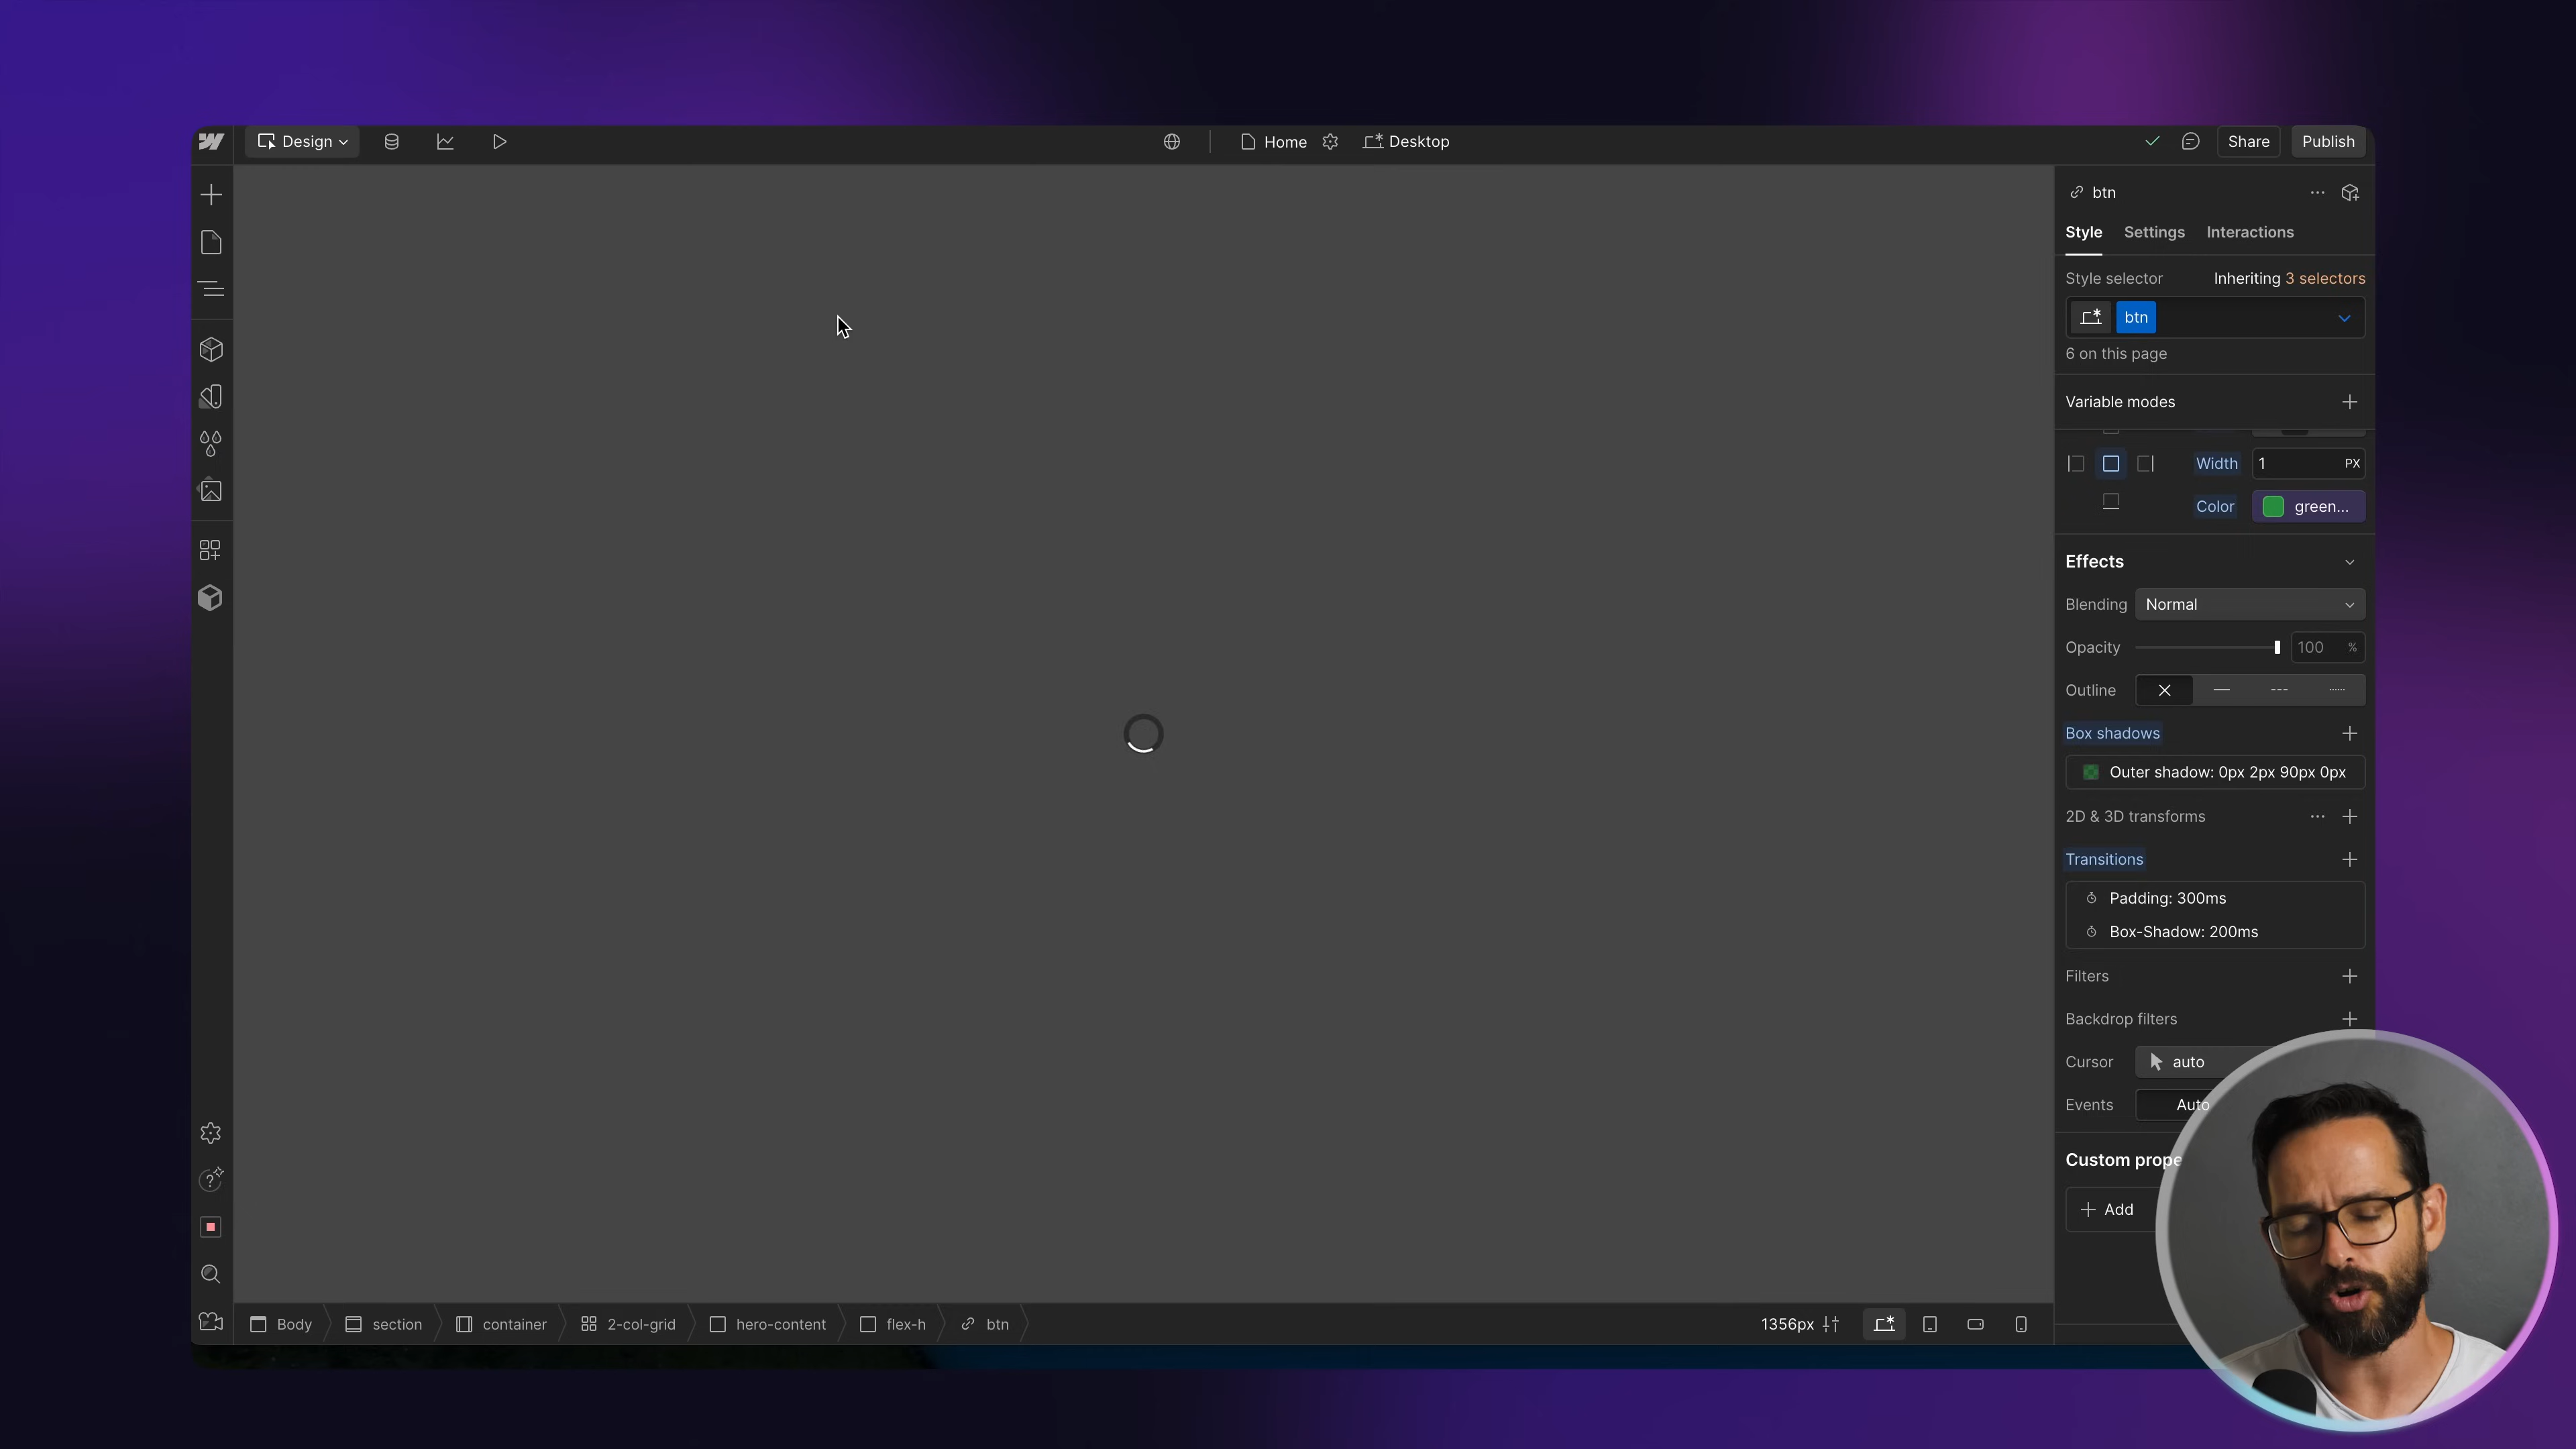 Design
Home
Desktop
Share
Publish
btn
Style
Settings
Interactions
Style selector
Inheriting 3 selectors
btn
6 on this page
Variable modes
Width
1
PX
Color
green...
Effects
Blending
Normal
Opacity
100
%
Outline
Box shadows
Outer shadow: 0px 2px 90px 0px
2D & 3D transforms
Transitions
Padding: 300ms
Box-Shadow: 200ms
Filters
Backdrop filters
Cursor
auto
Events
Auto
Custom prope
Add
Body
section
container
2-col-grid
hero-content
flex-h
btn
1356px